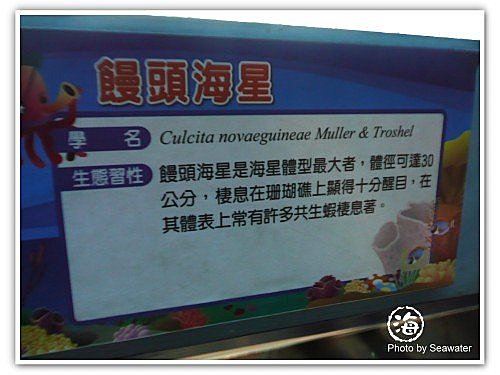 饅頭海星
學 名 Culcita novaeguineae Muller & Troshel
生態習性 饅頭海星是海星體型最大者，體徑可達30
公分，棲息在珊瑚礁上顯得十分醒目，在
其體表上常有許多共生蝦棲息著。
海
Photo by Seawater